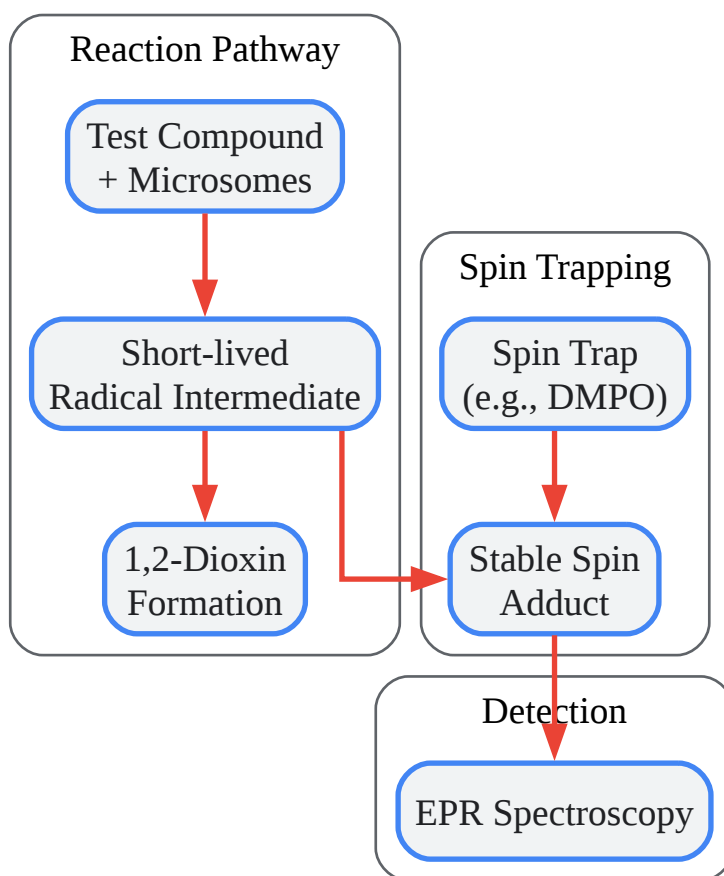 Reaction Pathway
Test Compound
+ Microsomes
Short-lived
Radical Intermediate
1,2-Dioxin
Formation
Spin Trapping
Spin Trap
(e.g., DMPO)
Stable Spin
Adduct
Detection
EPR Spectroscopy